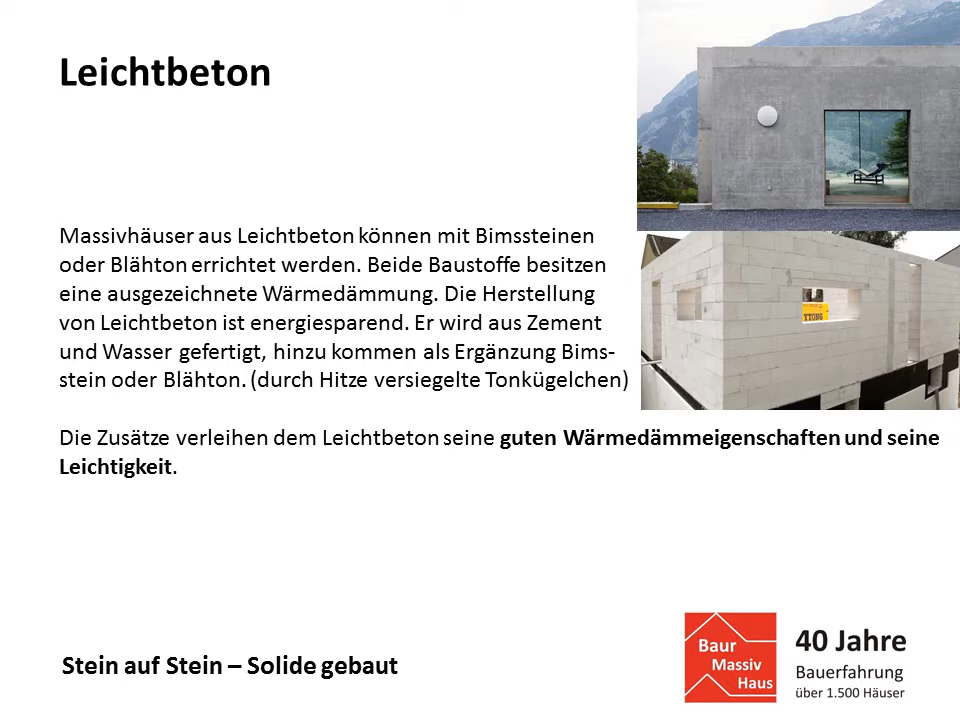 Leichtbeton
Massivhäuser aus Leichtbeton können mit Bimssteinen
oder Blähton errichtet werden. Beide Baustoffe besitzen
eine ausgezeichnete Wärmedämmung. Die Herstellung
von Leichtbeton ist energiesparend. Er wird aus Zement
und Wasser gefertigt, hinzu kommen als Ergänzung Bims-
stein oder Blähton. (durch Hitze versiegelte Tonkügelchen)
YTONG
Die Zusätze verleihen dem Leichtbeton seine guten Wärmedämmeigenschaften und seine
Leichtigkeit.
Stein auf Stein – Solide gebaut
Baur
Massiv
Haus
40 Jahre
Bauerfahrung
über 1.500 Häuser